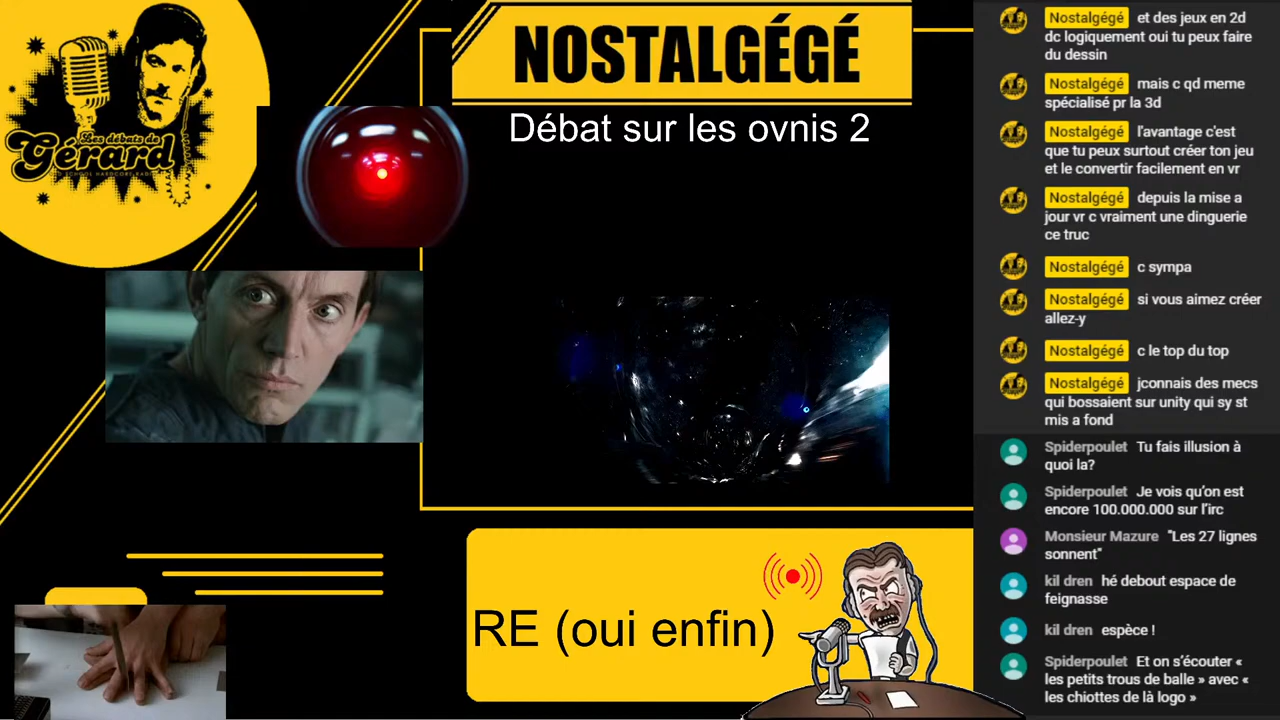 NOSTALGÉGÉ
Débat sur les ovnis 2
Les débats de
Gérard
RE (oui enfin)
Nostalgégé et des jeux en 2d
dc logiquement oui tu peux faire
du dessin
Nostalgégé mais c qd meme
spécialisé pr la 3d
Nostalgégé l'avantage c'est
que tu peux surtout créer ton jeu
et le convertir facilement en vr
Nostalgégé depuis la mise a
jour vr c vraiment une dinguerie
ce truc
Nostalgégé c sympa
Nostalgégé si vous aimez créer
allez-y
Nostalgégé c le top du top
Nostalgégé jconnais des mecs
qui bossaient sur unity qui sy st
mis a fond
Spiderpoulet Tu fais illusion à
quoi la?
Spiderpoulet Je vois qu'on est
encore 100.000.000 sur l'irc
Monsieur Mazure "Les 27 lignes
sonnent"
kil dren hé debout espace de
feignasse
kil dren espèce !
Spiderpoulet Et on s'écouter «
les petits trous de balle » avec «
les chiottes de là logo »